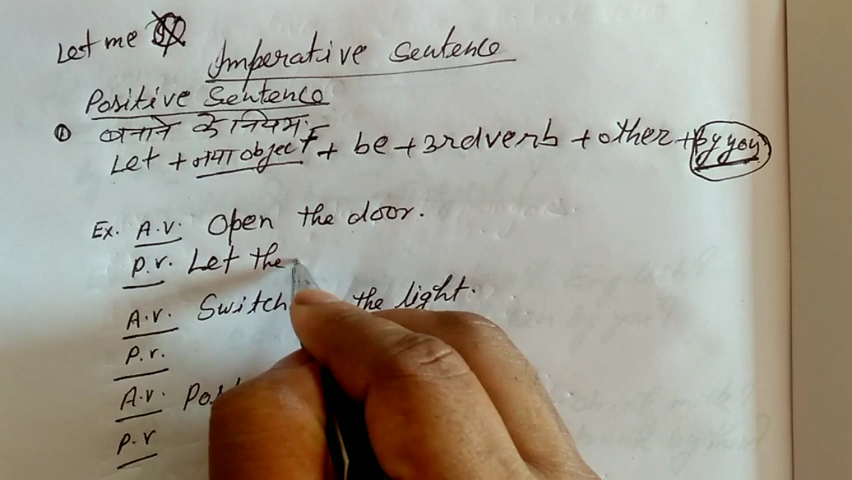 Let me
Imperative Sentence
Positive Sentence
① बनाने के नियमः
Let + नया object + be + 3rd verb + other + by you
Ex. A.V. Open the door.
P.V. Let the
A.V. Switch the light.
P.V.
A.V.
P.V